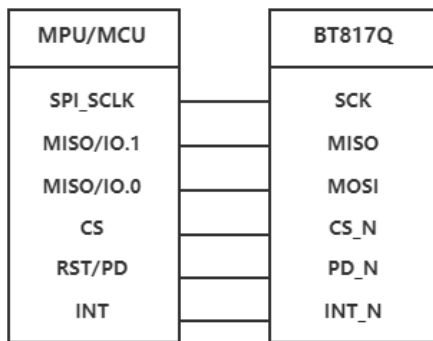 MPU/MCU BT817Q
SPI_SCLK SCK
MISO/IO.1 MISO
MISO/IO.0 MOSI
CS CS_N
RST/PD PD_N
INT INT_N